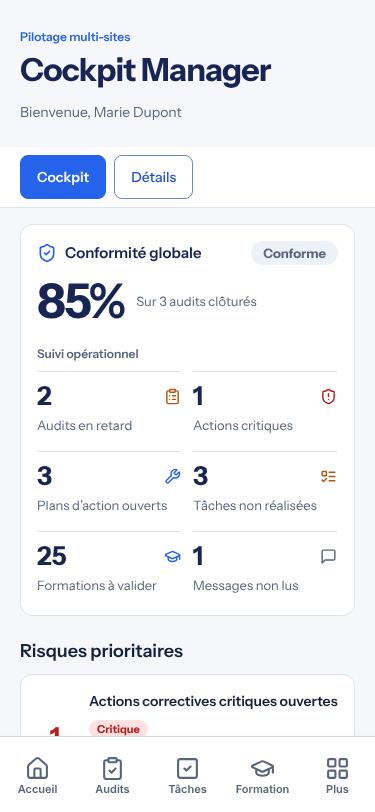 Pilotage multi-sites
Cockpit Manager
Bienvenue, Marie Dupont
Cockpit
Détails
Conformité globale
Conforme
85%
Sur 3 audits clôturés
Suivi opérationnel
2
Audits en retard
1
Actions critiques
3
Plans d'action ouverts
3
Tâches non réalisées
25
Formations à valider
1
Messages non lus
Risques prioritaires
Actions correctives critiques ouvertes
1
Critique
Accueil
Audits
Tâches
Formation
Plus